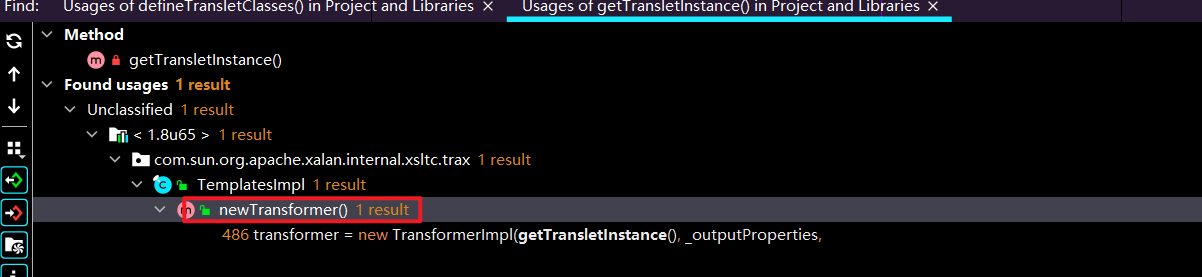 Find: Usages of defineTransletClasses() in Project and Libraries × Usages of getTransletInstance() in Project and Libraries ×
Method
m getTransletInstance()
Found usages 1 result
Unclassified 1 result
< 1.8u65 > 1 result
com.sun.org.apache.xalan.internal.xsltc.trax 1 result
C TemplatesImpl 1 result
m newTransformer() 1 result
486 transformer = new TransformerImpl(getTransletInstance(), _outputProperties,